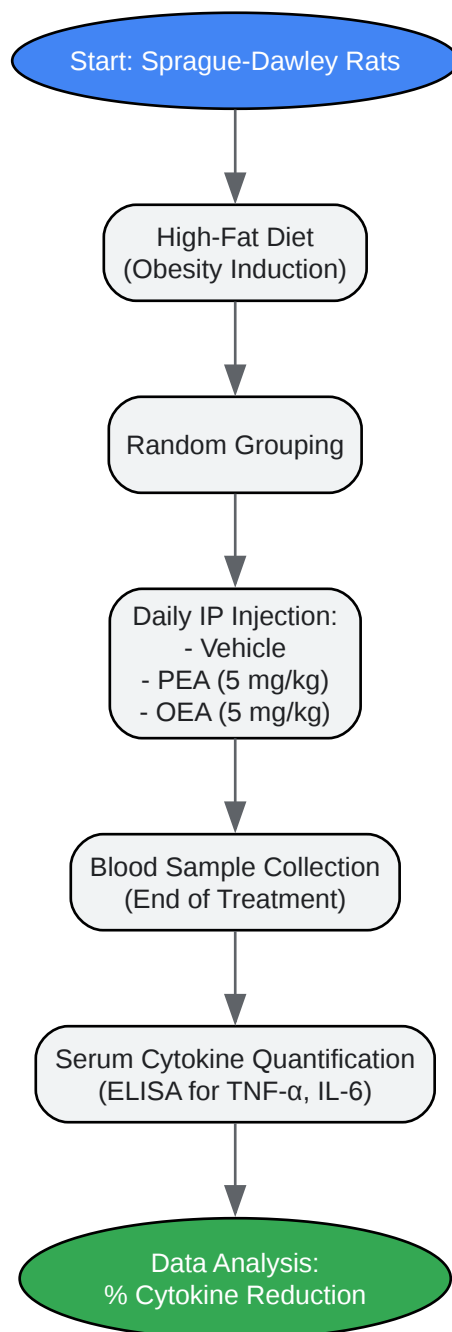 Start: Sprague-Dawley Rats
High-Fat Diet
(Obesity Induction)
Random Grouping
Daily IP Injection:
- Vehicle
- PEA (5 mg/kg)
- OEA (5 mg/kg)
Blood Sample Collection
(End of Treatment)
Serum Cytokine Quantification
(ELISA for TNF-α, IL-6)
Data Analysis:
% Cytokine Reduction